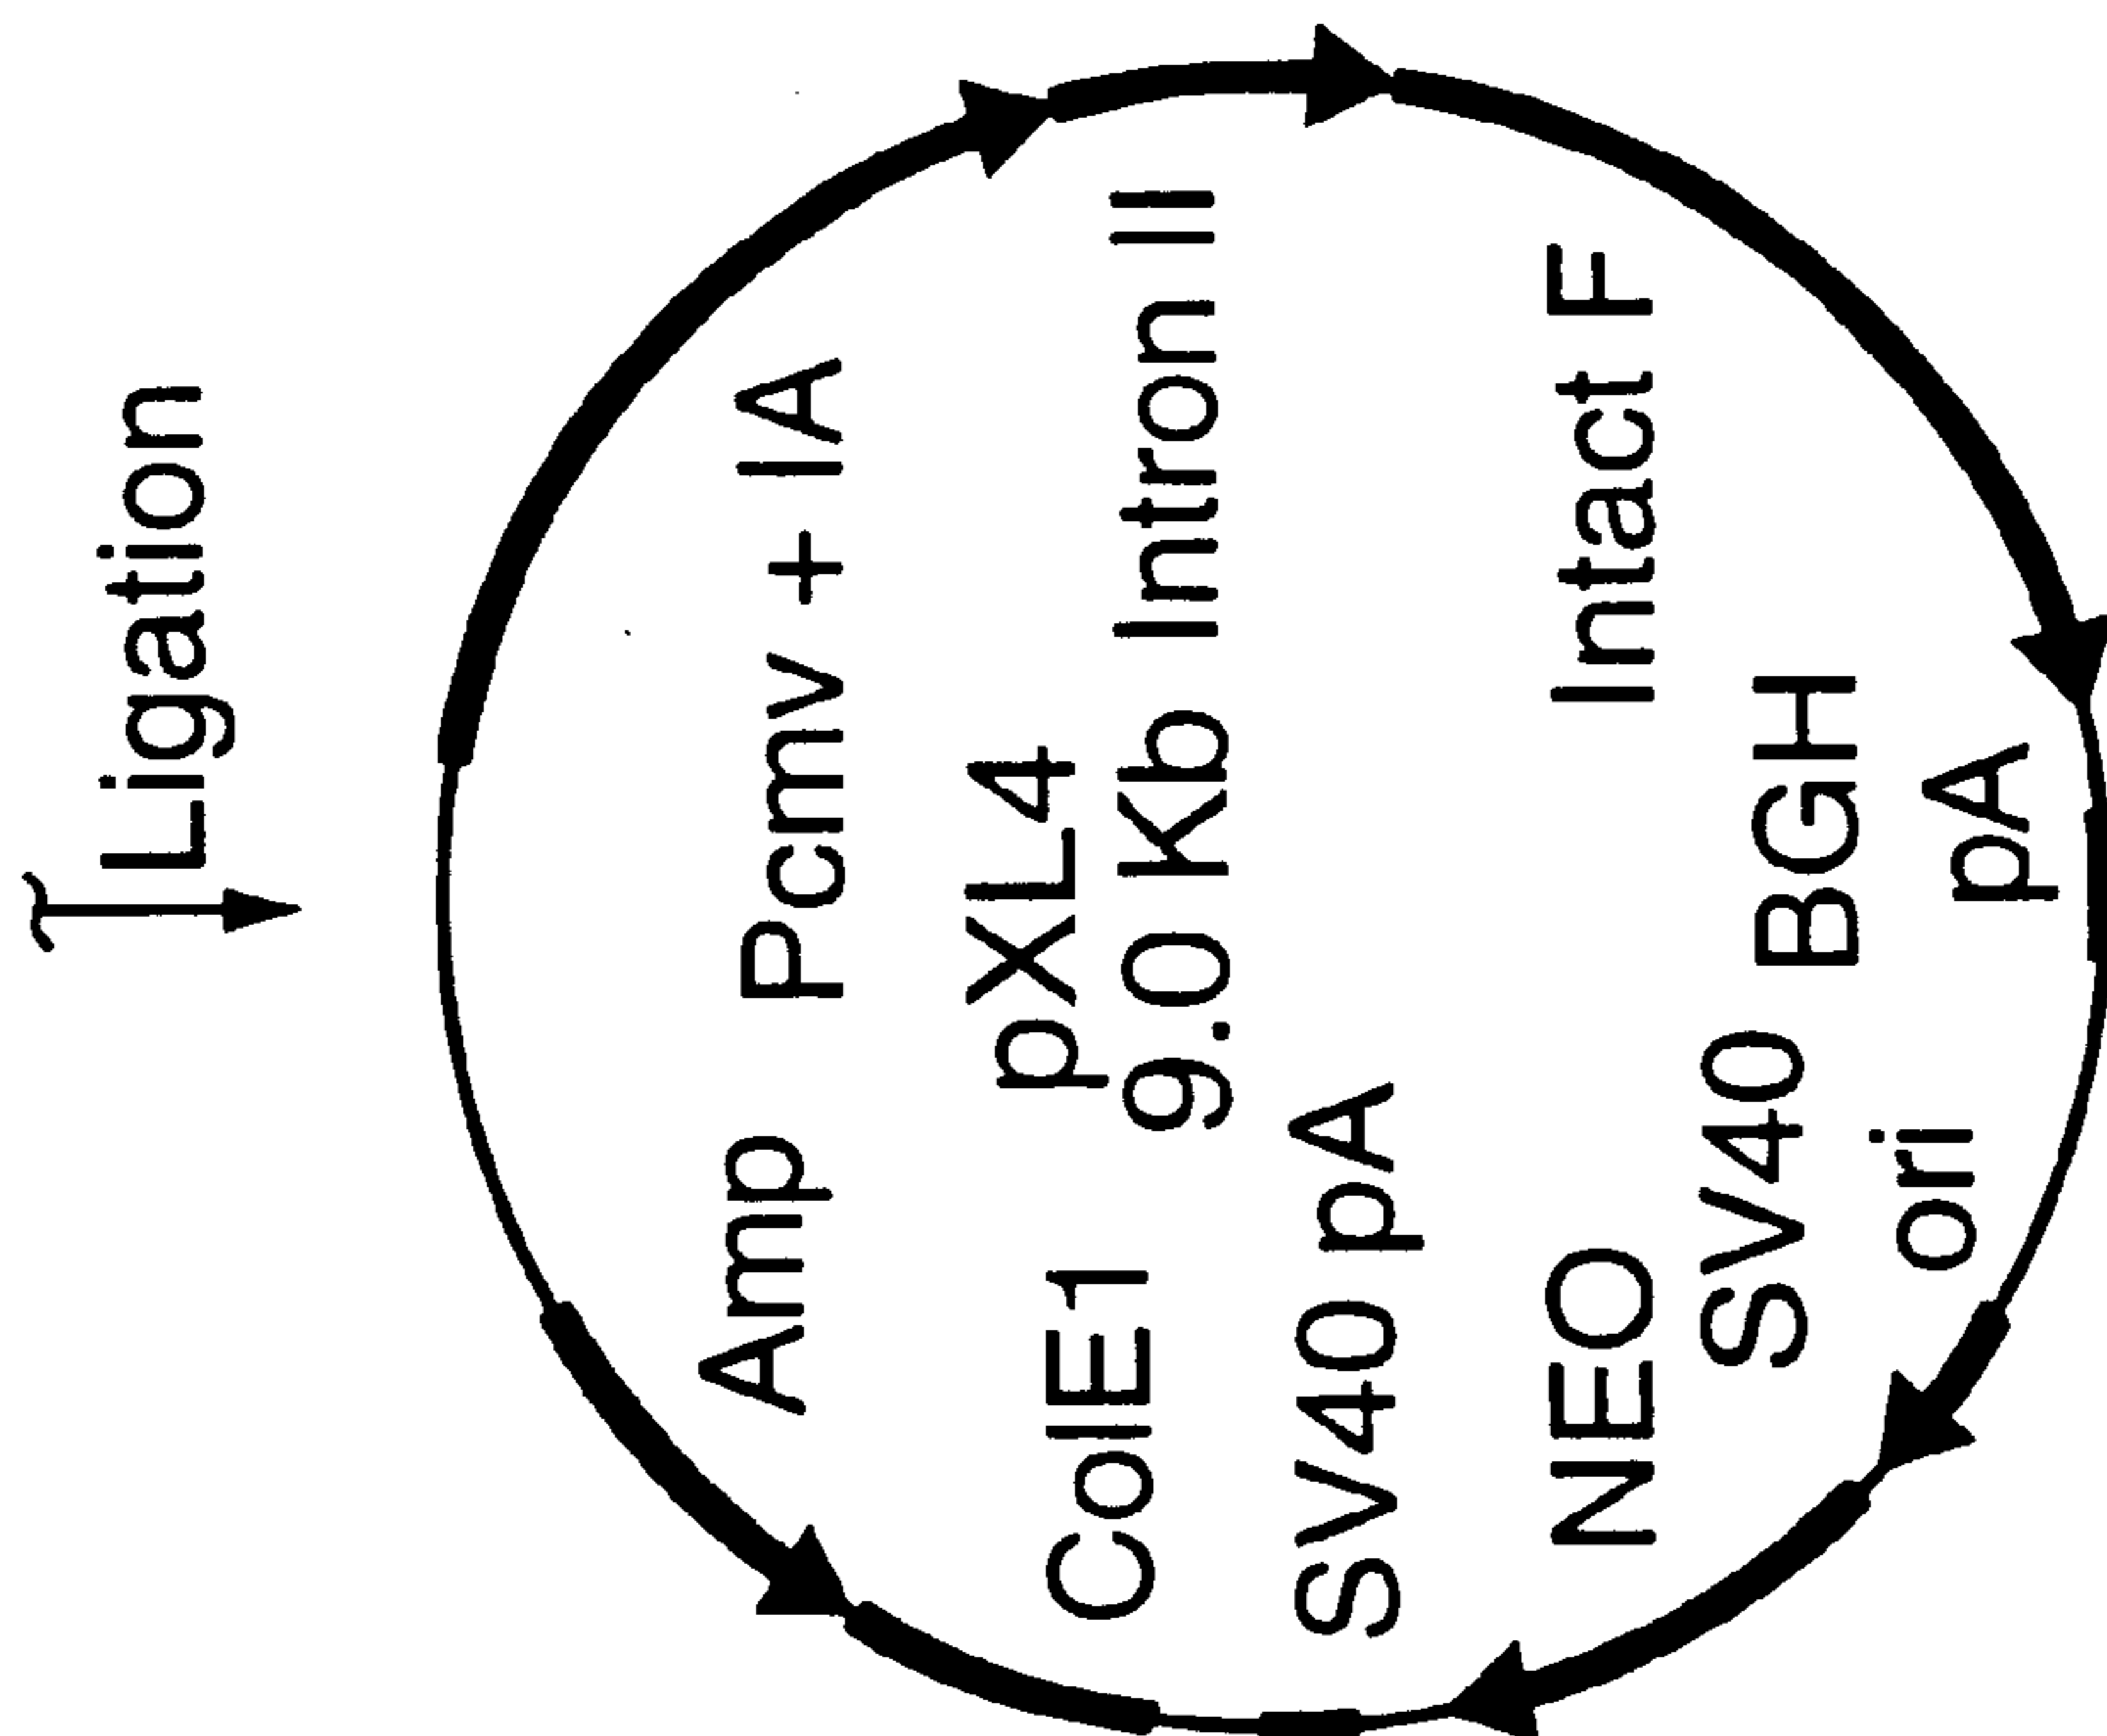 Ligation
Amp
Pcmv + IA
pXL4
9.0 Kb
ColE1
Intron II
SV40 pA
NEO
Intact F
SV40
ori
BGH
pA